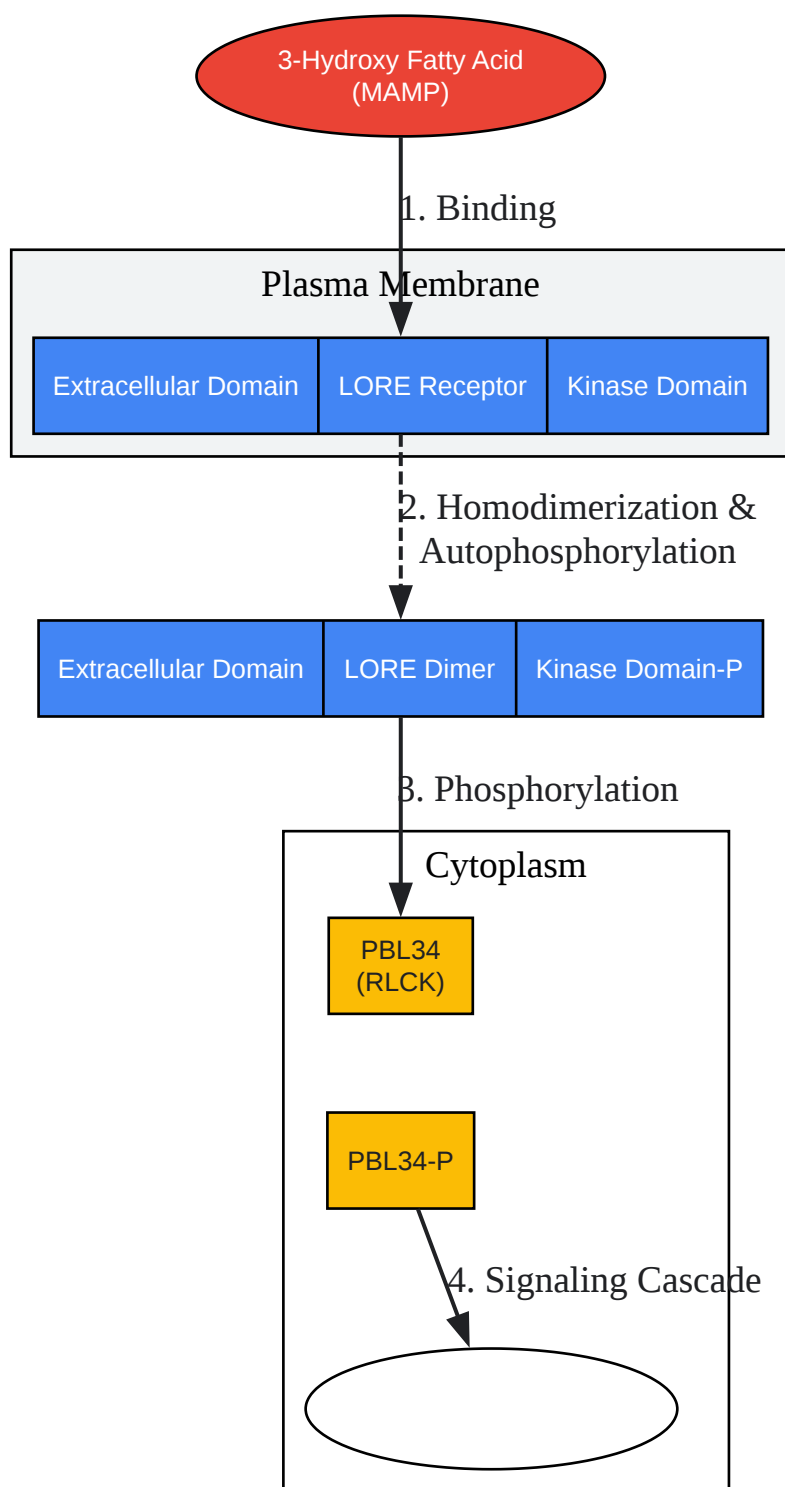 3-Hydroxy Fatty Acid
(MAMP)
1. Binding
Plasma Membrane
Extracellular Domain
LORE Receptor
Kinase Domain
2. Homodimerization &
Autophosphorylation
Extracellular Domain
LORE Dimer
Kinase Domain-P
3. Phosphorylation
Cytoplasm
PBL34
(RLCK)
PBL34-P
4. Signaling Cascade